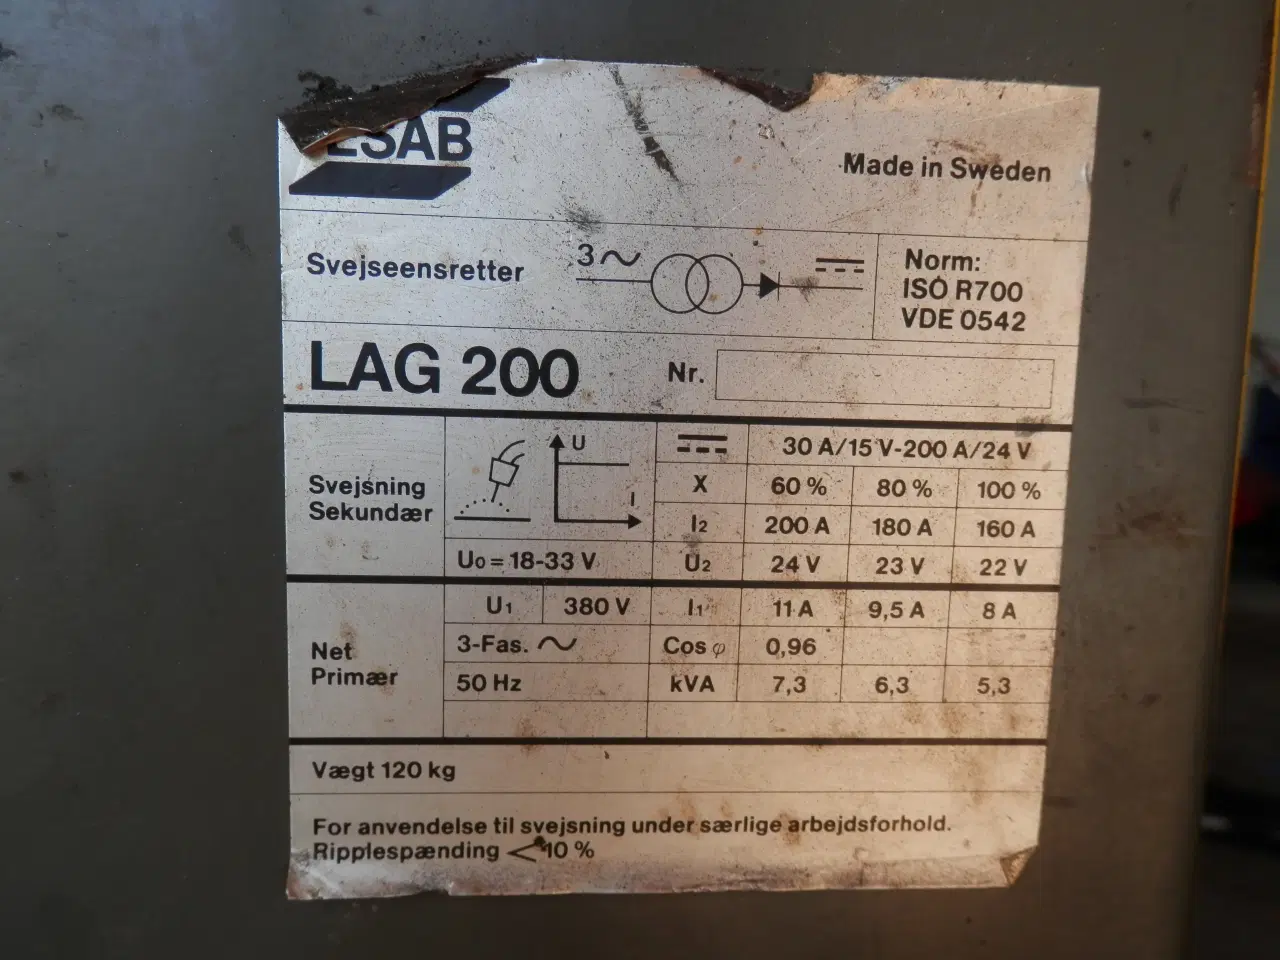 ESAB
Made in Sweden
Svejseensretter
3~
Norm:
ISO R700
VDE 0542
LAG 200
Nr.
Svejsning
Sekundær
U
I
U₀ = 18-33 V
30 A/15 V-200 A/24 V
X 60 % 80 % 100 %
I₂ 200 A 180 A 160 A
U₂ 24 V 23 V 22 V
Net
Primær
U₁ 380 V I₁ 11 A 9,5 A 8 A
3-Fas. ~ Cos φ 0,96
50 Hz kVA 7,3 6,3 5,3
Vægt 120 kg
For anvendelse til svejsning under særlige arbejdsforhold.
Ripplespænding <10 %